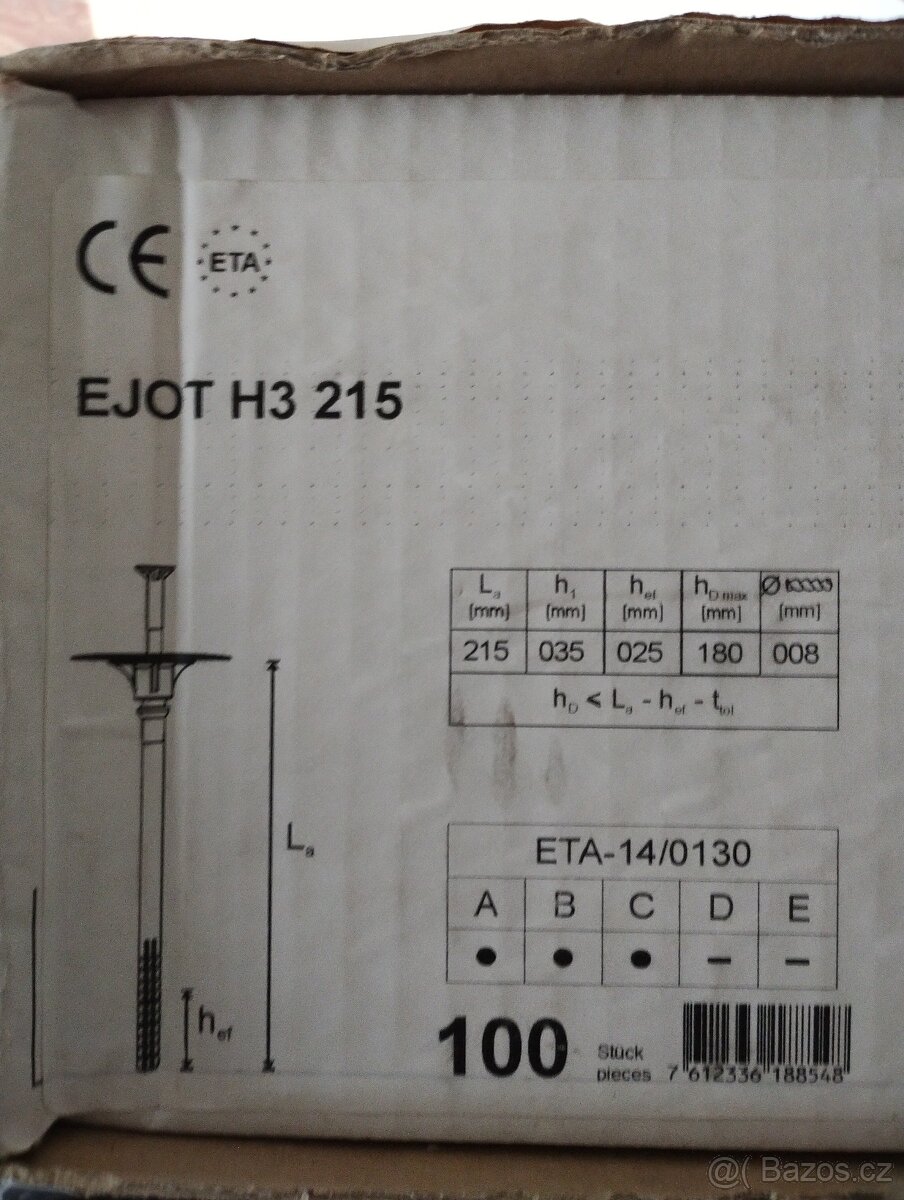 CE ETA
EJOT H3 215
La h1 hef hD max Ø
[mm] [mm] [mm] [mm] [mm]
215 035 025 180 008
hD < La - hef - ttol
La
ETA-14/0130
A B C D E
● ● ● – –
hef
100 Stück
pieces
7 612336 188548
@( Bazos.cz